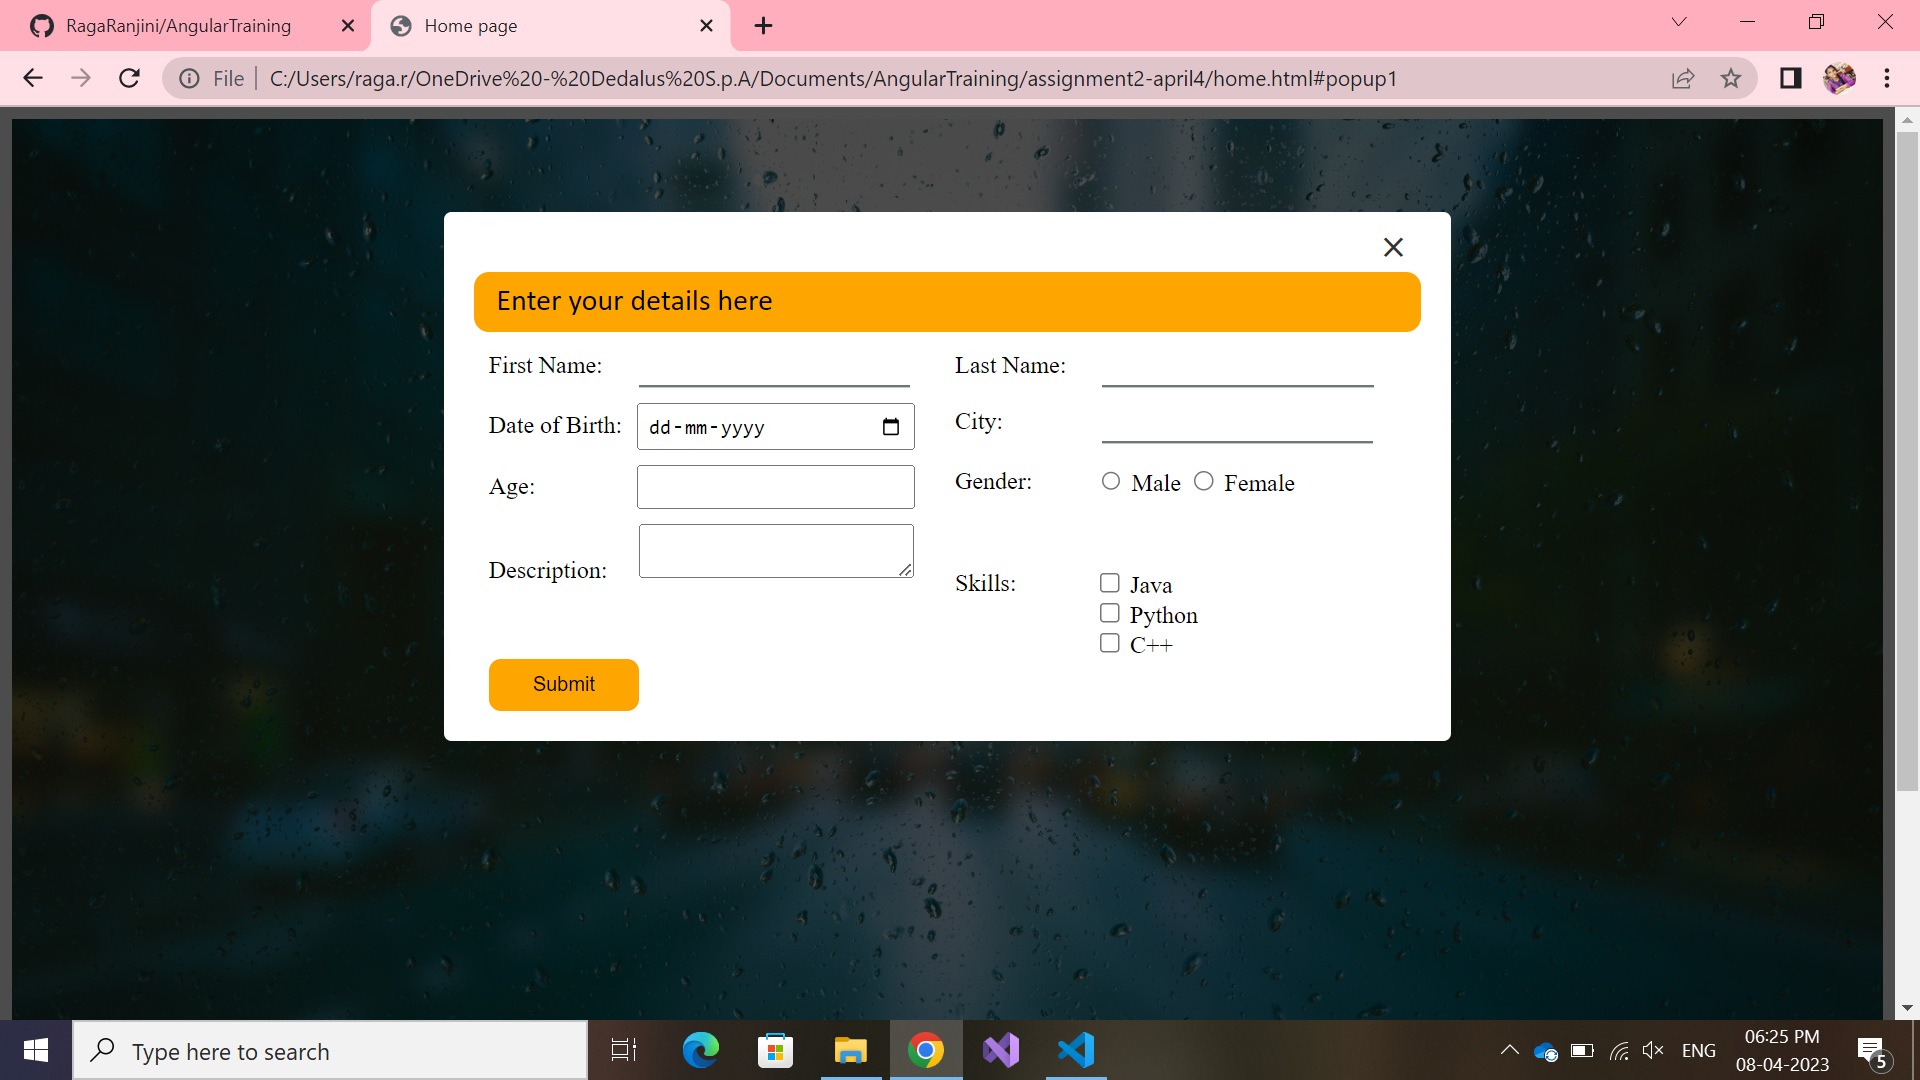 RagaRanjini/AngularTraining
Home page
File
C:/Users/raga.r/OneDrive%20-%20Dedalus%20S.p.A/Documents/AngularTraining/assignment2-april4/home.html#popup1
Enter your details here
First Name:
Last Name:
Date of Birth:
dd-mm-yyyy
City:
Age:
Gender:
Male
Female
Description:
Skills:
Java
Python
C++
Submit
Type here to search
ENG
06:25 PM
08-04-2023
5